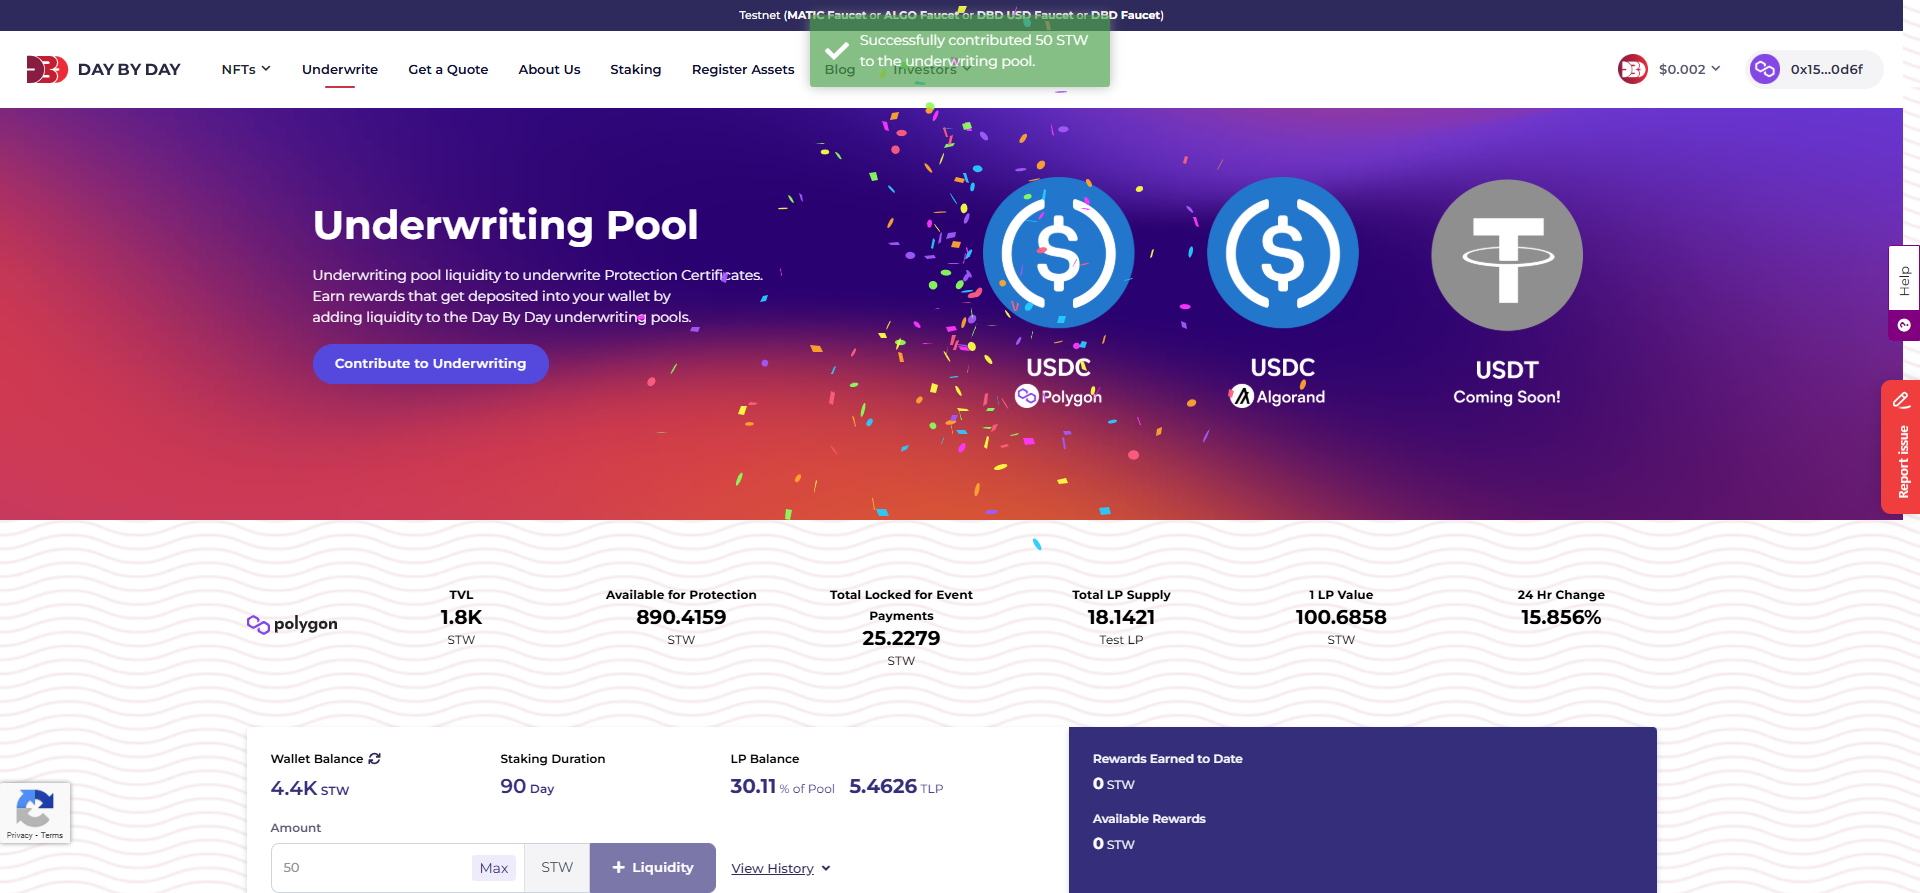 Testnet (MATIC Faucet or ALGO Faucet or DBD USD Faucet or DBD Faucet)
Successfully contributed 50 STW
to the underwriting pool.
DAY BY DAY
NFTs
Underwrite
Get a Quote
About Us
Staking
Register Assets
Blog
Investors
$0.002
0x15...0d6f
Underwriting Pool
Underwriting pool liquidity to underwrite Protection Certificates.
Earn rewards that get deposited into your wallet by
adding liquidity to the Day By Day underwriting pools.
Contribute to Underwriting
USDC
Polygon
USDC
Algorand
USDT
Coming Soon!
Help
Report issue
polygon
TVL
1.8K
STW
Available for Protection
890.4159
STW
Total Locked for Event
Payments
25.2279
STW
Total LP Supply
18.1421
Test LP
1 LP Value
100.6858
STW
24 Hr Change
15.856%
Wallet Balance
4.4K STW
Staking Duration
90 Day
LP Balance
30.11 % of Pool 5.4626 TLP
Amount
50
Max
STW
+ Liquidity
View History
Rewards Earned to Date
0 STW
Available Rewards
0 STW
Privacy - Terms